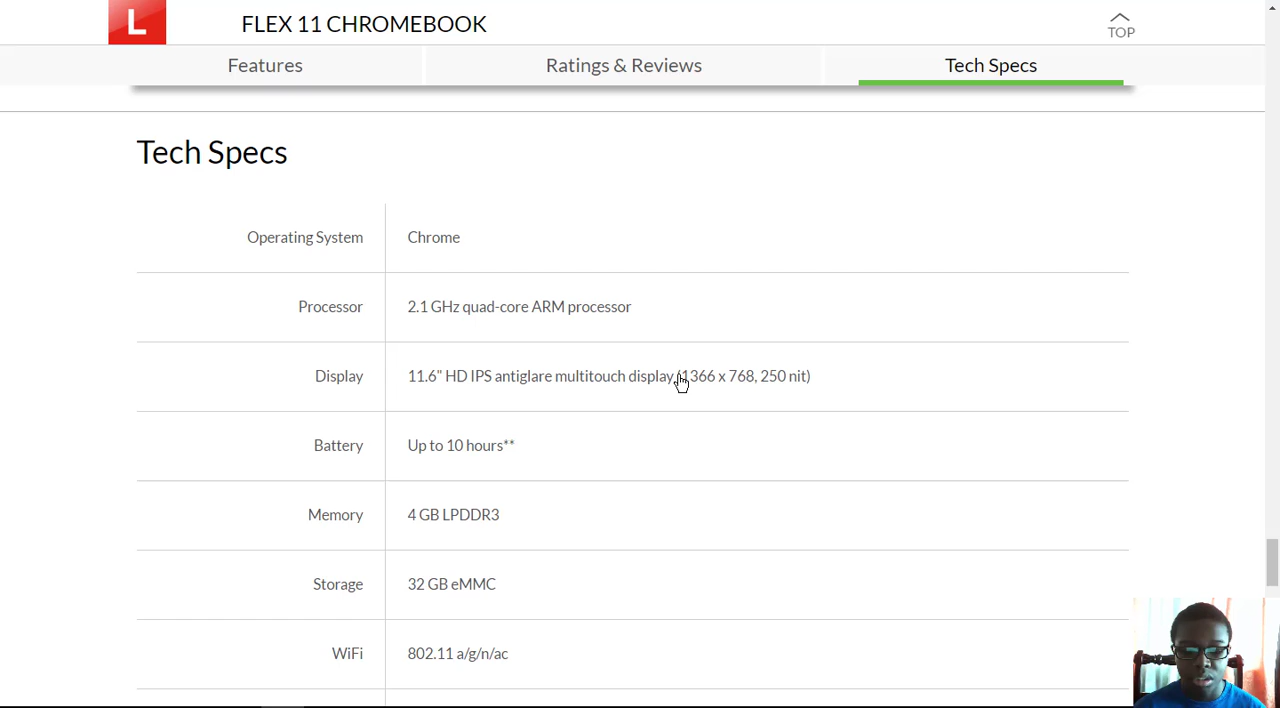 L
FLEX 11 CHROMEBOOK
TOP
Features
Ratings & Reviews
Tech Specs
Tech Specs
Operating System
Chrome
Processor
2.1 GHz quad-core ARM processor
Display
11.6" HD IPS antiglare multitouch display (1366 x 768, 250 nit)
Battery
Up to 10 hours**
Memory
4 GB LPDDR3
Storage
32 GB eMMC
WiFi
802.11 a/g/n/ac